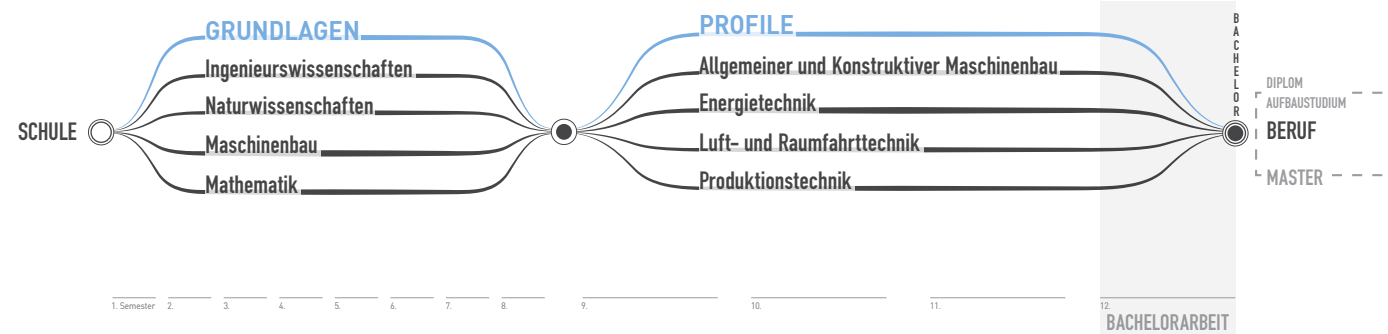 SCHULE
GRUNDLAGEN
Ingenieurswissenschaften
Naturwissenschaften
Maschinenbau
Mathematik
PROFILE
Allgemeiner und Konstruktiver Maschinenbau
Energietechnik
Luft- und Raumfahrttechnik
Produktionstechnik
BACHELOR
DIPLOM
AUFBAUSTUDIUM
BERUF
MASTER
1. Semester
2.
3.
4.
5.
6.
7.
8.
9.
10.
11.
12.
BACHELORARBEIT